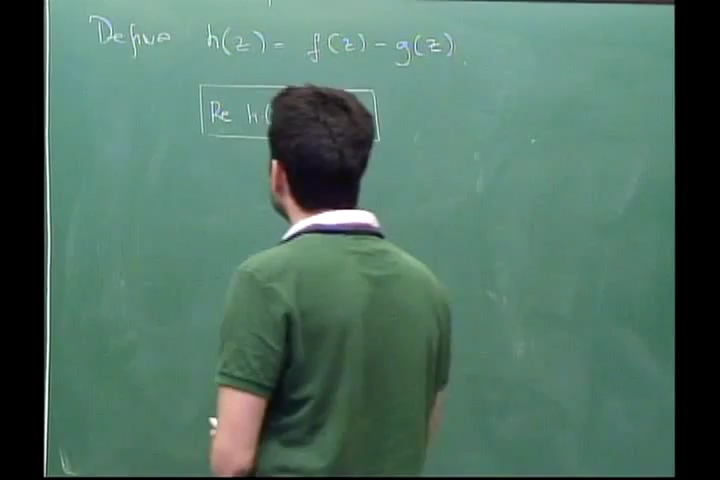 Define h(z) = f(z) - g(z).
Re h(